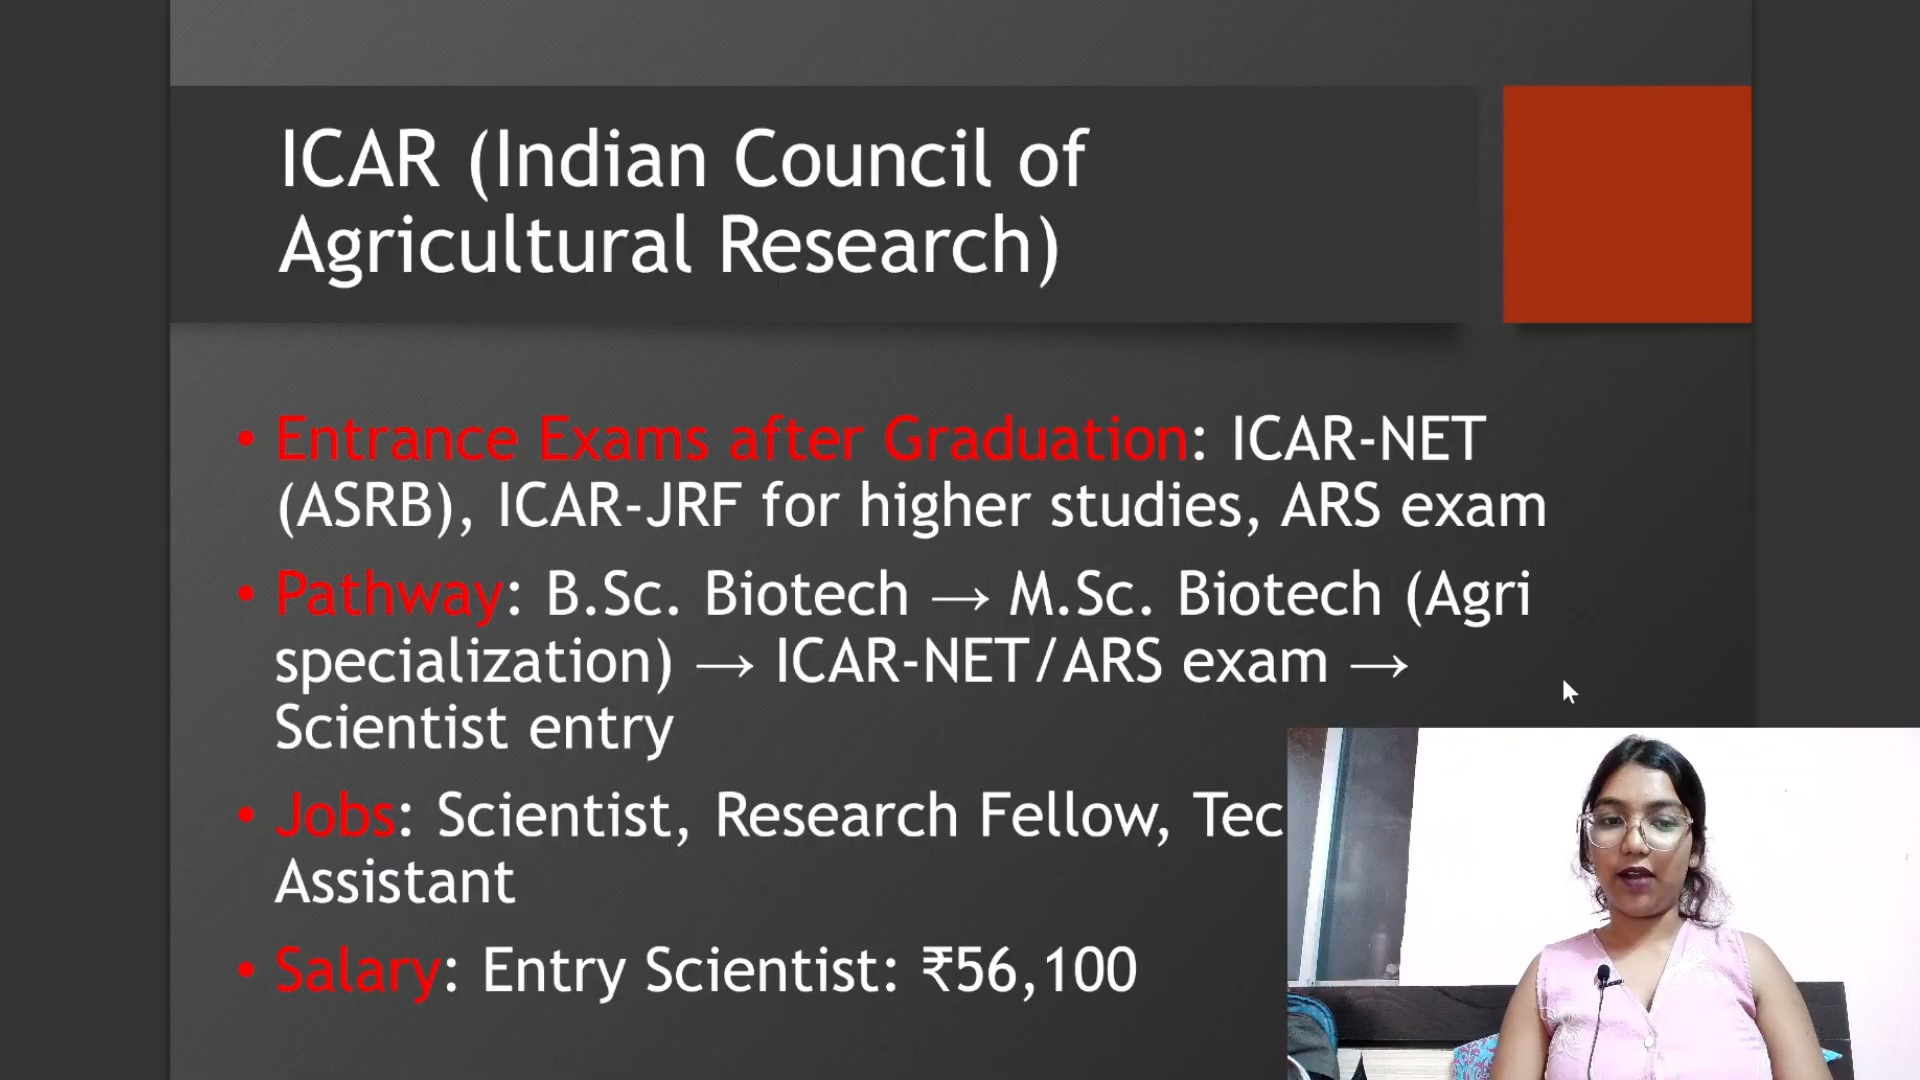 ICAR (Indian Council of
Agricultural Research)
• Entrance Exams after Graduation: ICAR-NET
(ASRB), ICAR-JRF for higher studies, ARS exam
• Pathway: B.Sc. Biotech → M.Sc. Biotech (Agri
specialization) → ICAR-NET/ARS exam →
Scientist entry
• Jobs: Scientist, Research Fellow,
Assistant
• Salary: Entry Scientist: ₹56,100